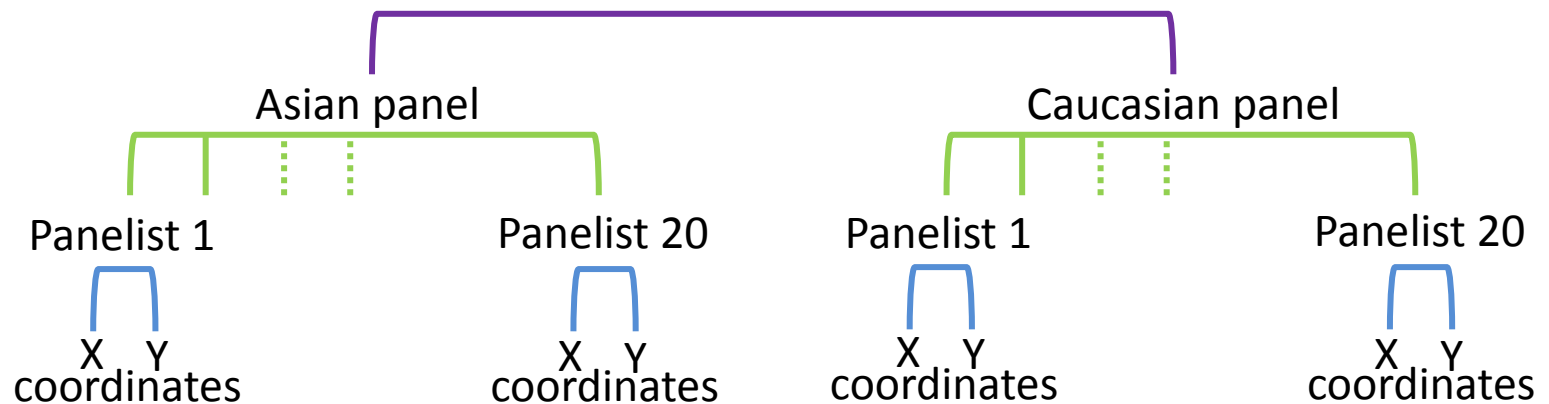 Asian panel
Caucasian panel
Panelist 1
Panelist 20
Panelist 1
Panelist 20
X Y
X Y
X Y
X Y
coordinates
coordinates
coordinates
coordinates